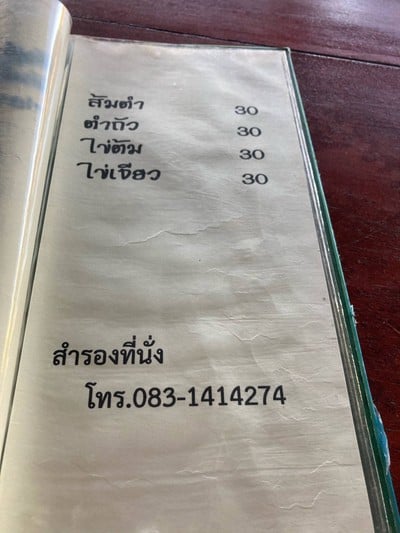 ส้มตำ 30
ตำถั่ว 30
ไข่ต้ม 30
ไข่เจียว 30
สำรองที่นั่ง
โทร.083-1414274